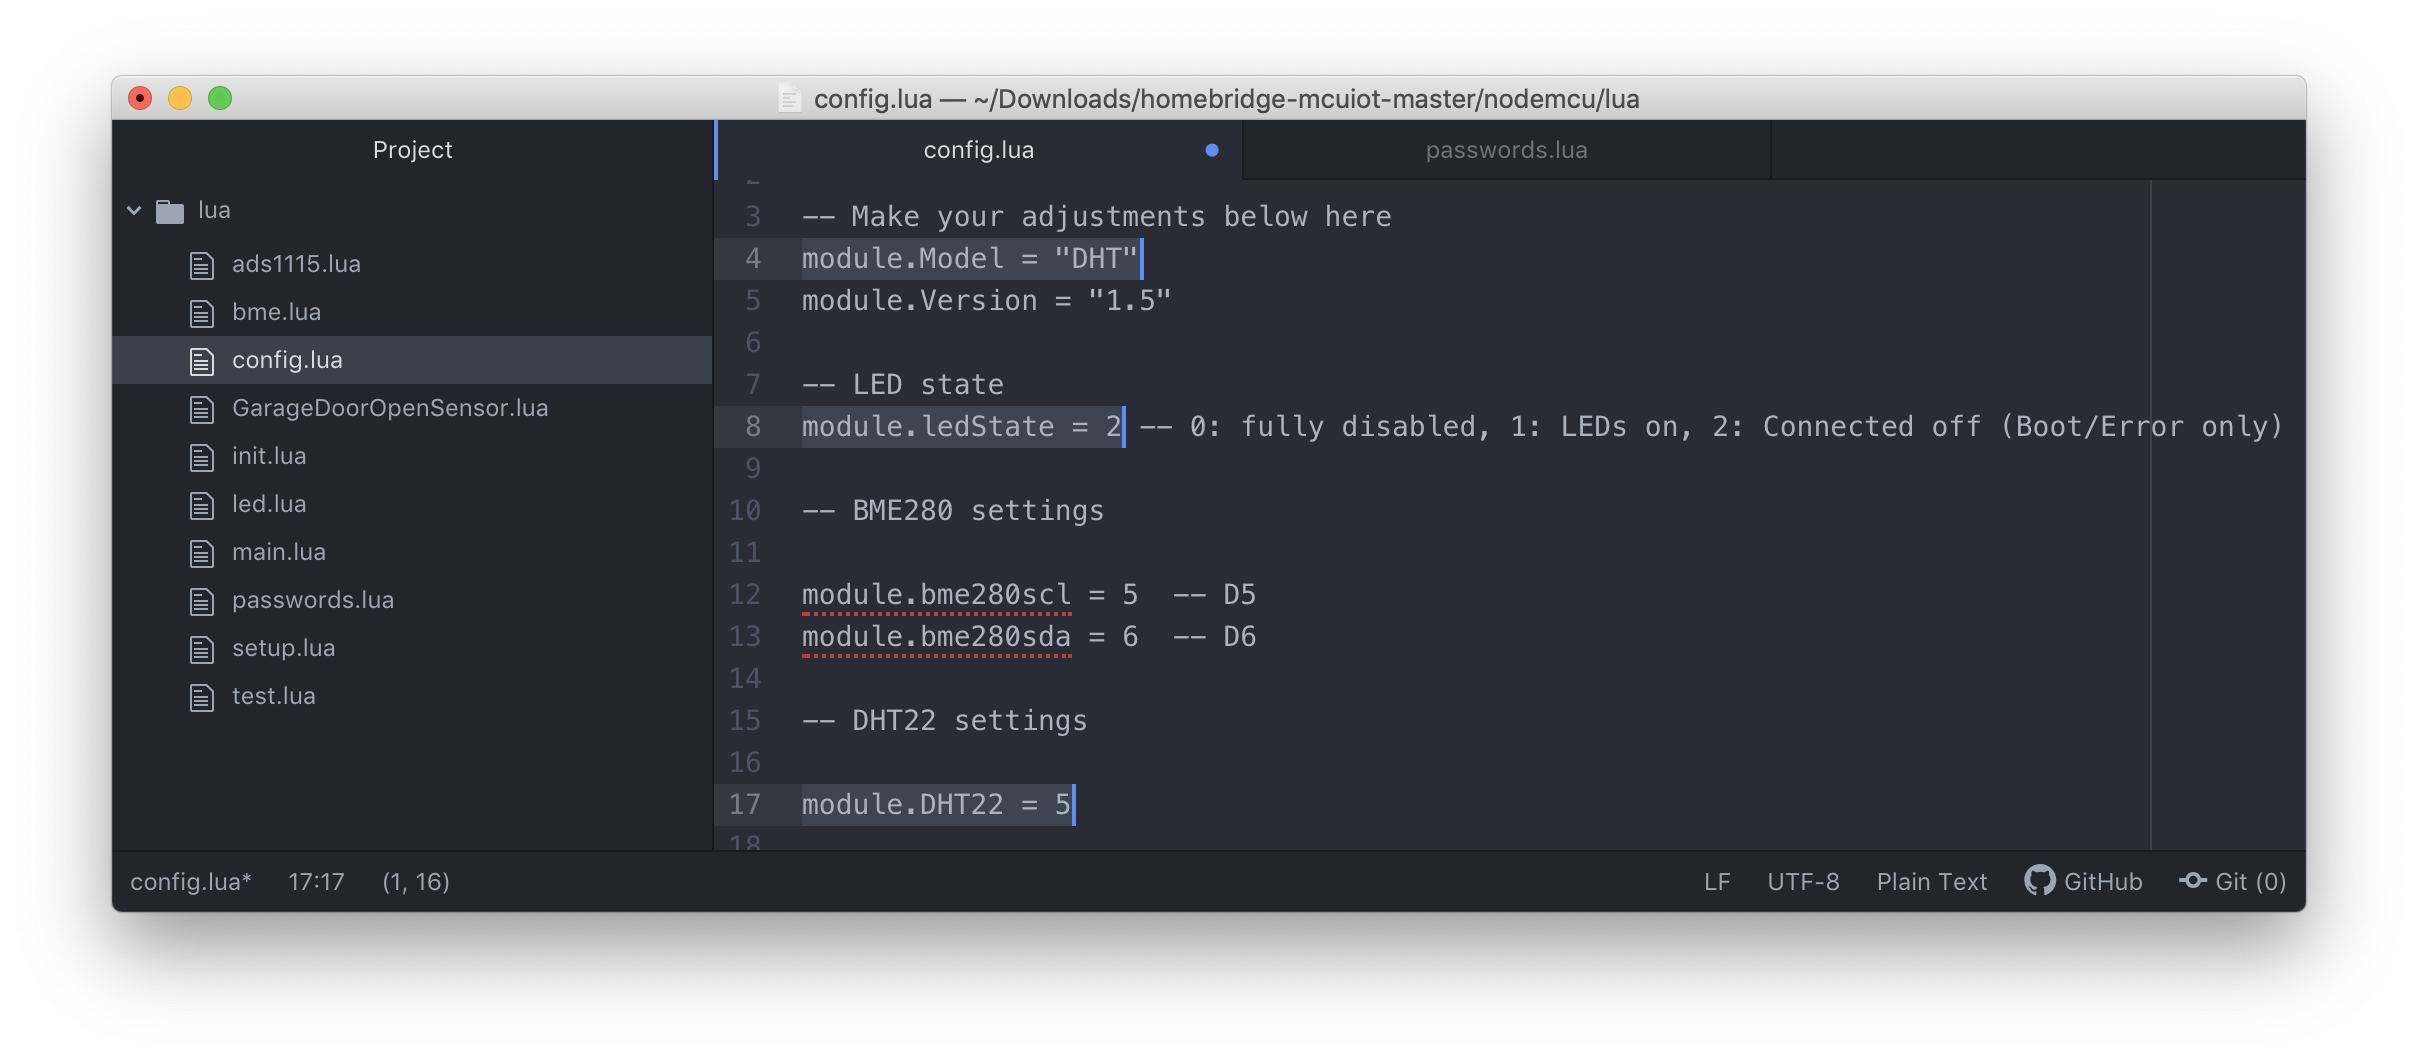 config.lua — ~/Downloads/homebridge-mcuiot-master/nodemcu/lua
Project
lua
ads1115.lua
bme.lua
config.lua
GarageDoorOpenSensor.lua
init.lua
led.lua
main.lua
passwords.lua
setup.lua
test.lua
config.lua
passwords.lua
2
3 -- Make your adjustments below here
4 module.Model = "DHT"
5 module.Version = "1.5"
6
7 -- LED state
8 module.ledState = 2 -- 0: fully disabled, 1: LEDs on, 2: Connected off (Boot/Error only)
9
10 -- BME280 settings
11
12 module.bme280scl = 5  -- D5
13 module.bme280sda = 6  -- D6
14
15 -- DHT22 settings
16
17 module.DHT22 = 5
18
config.lua* 17:17 (1, 16) LF UTF-8 Plain Text GitHub Git (0)